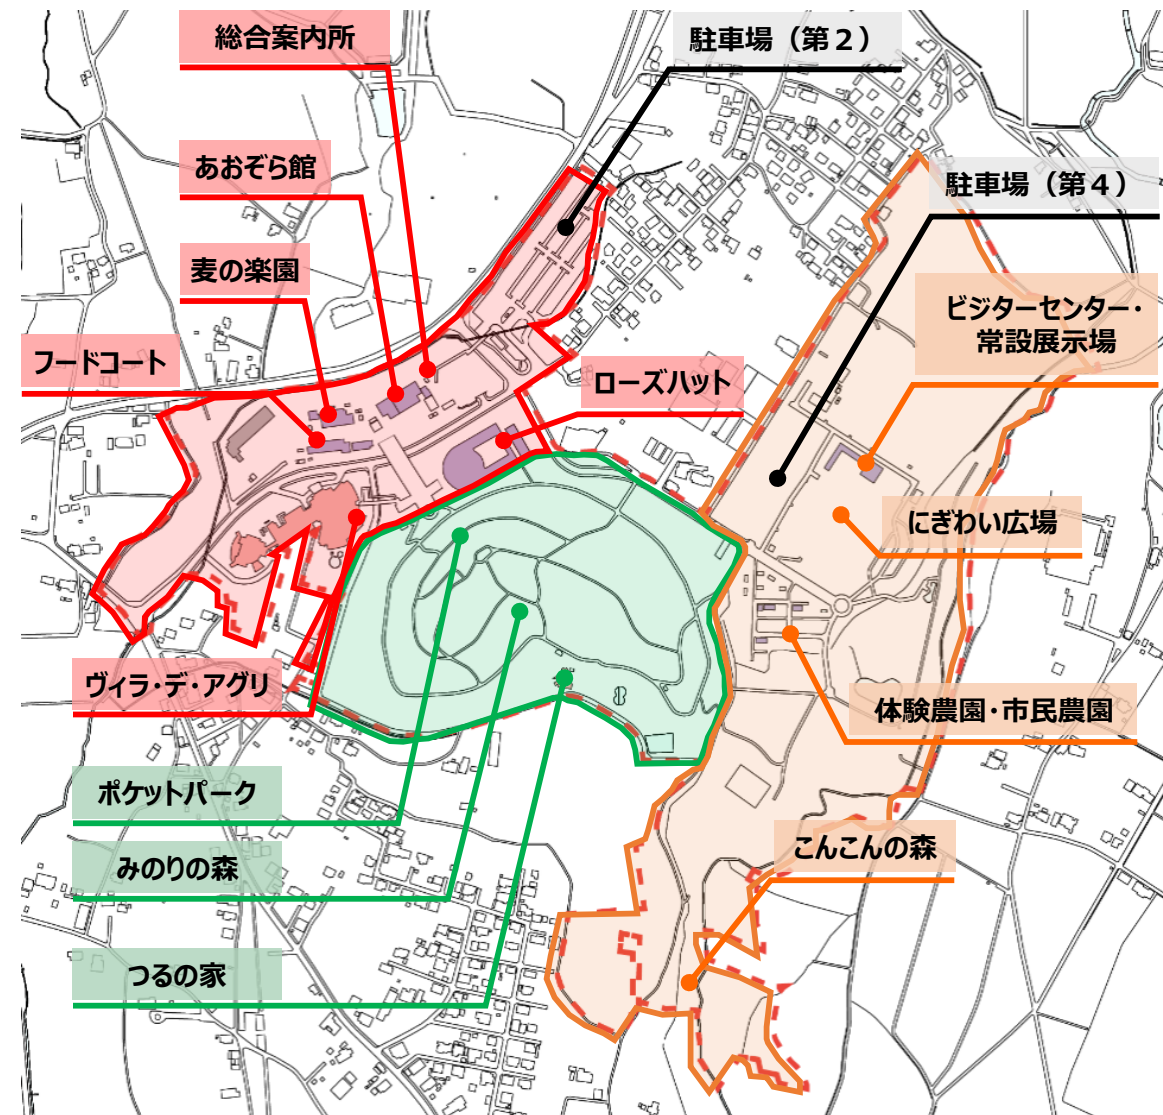 総合案内所
駐車場（第２）
あおぞら館
駐車場（第４）
麦の楽園
ビジターセンター・
常設展示場
フードコート
ローズハット
にぎわい広場
ヴィラ・デ・アグリ
体験農園・市民農園
ポケットパーク
みのりの森
こんこんの森
つるの家